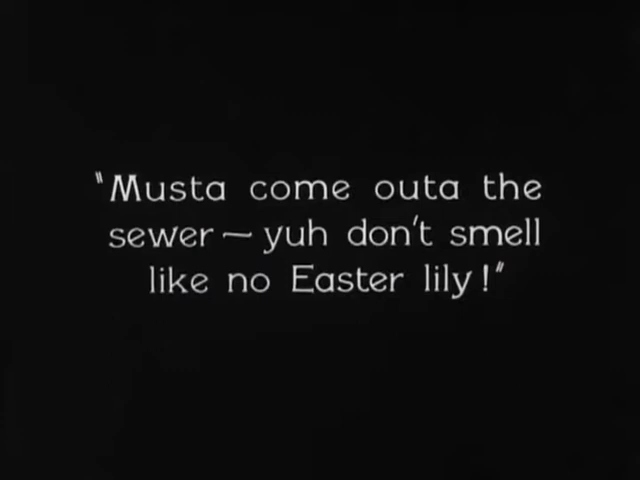 "Musta come outa the
sewer — yuh don't smell
like no Easter lily!"